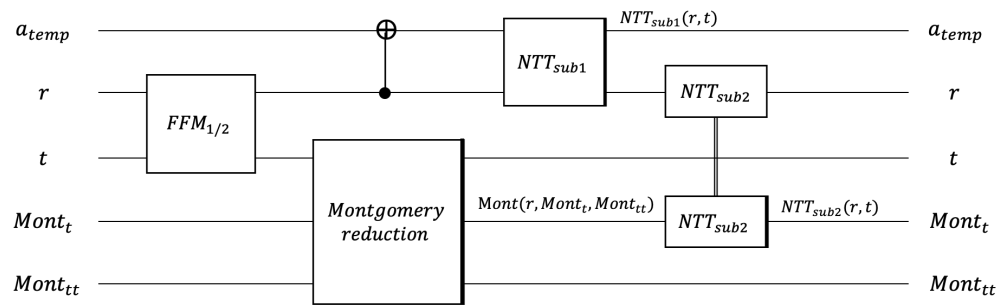 NTT_sub1(r, t)
a_temp
NTT_sub1
a_temp
r
FFM_1/2
NTT_sub2
r
t
t
Mont_t
Montgomery
reduction
Mont(r, Mont_t, Mont_tt)
NTT_sub2
NTT_sub2(r, t)
Mont_t
Mont_tt
Mont_tt